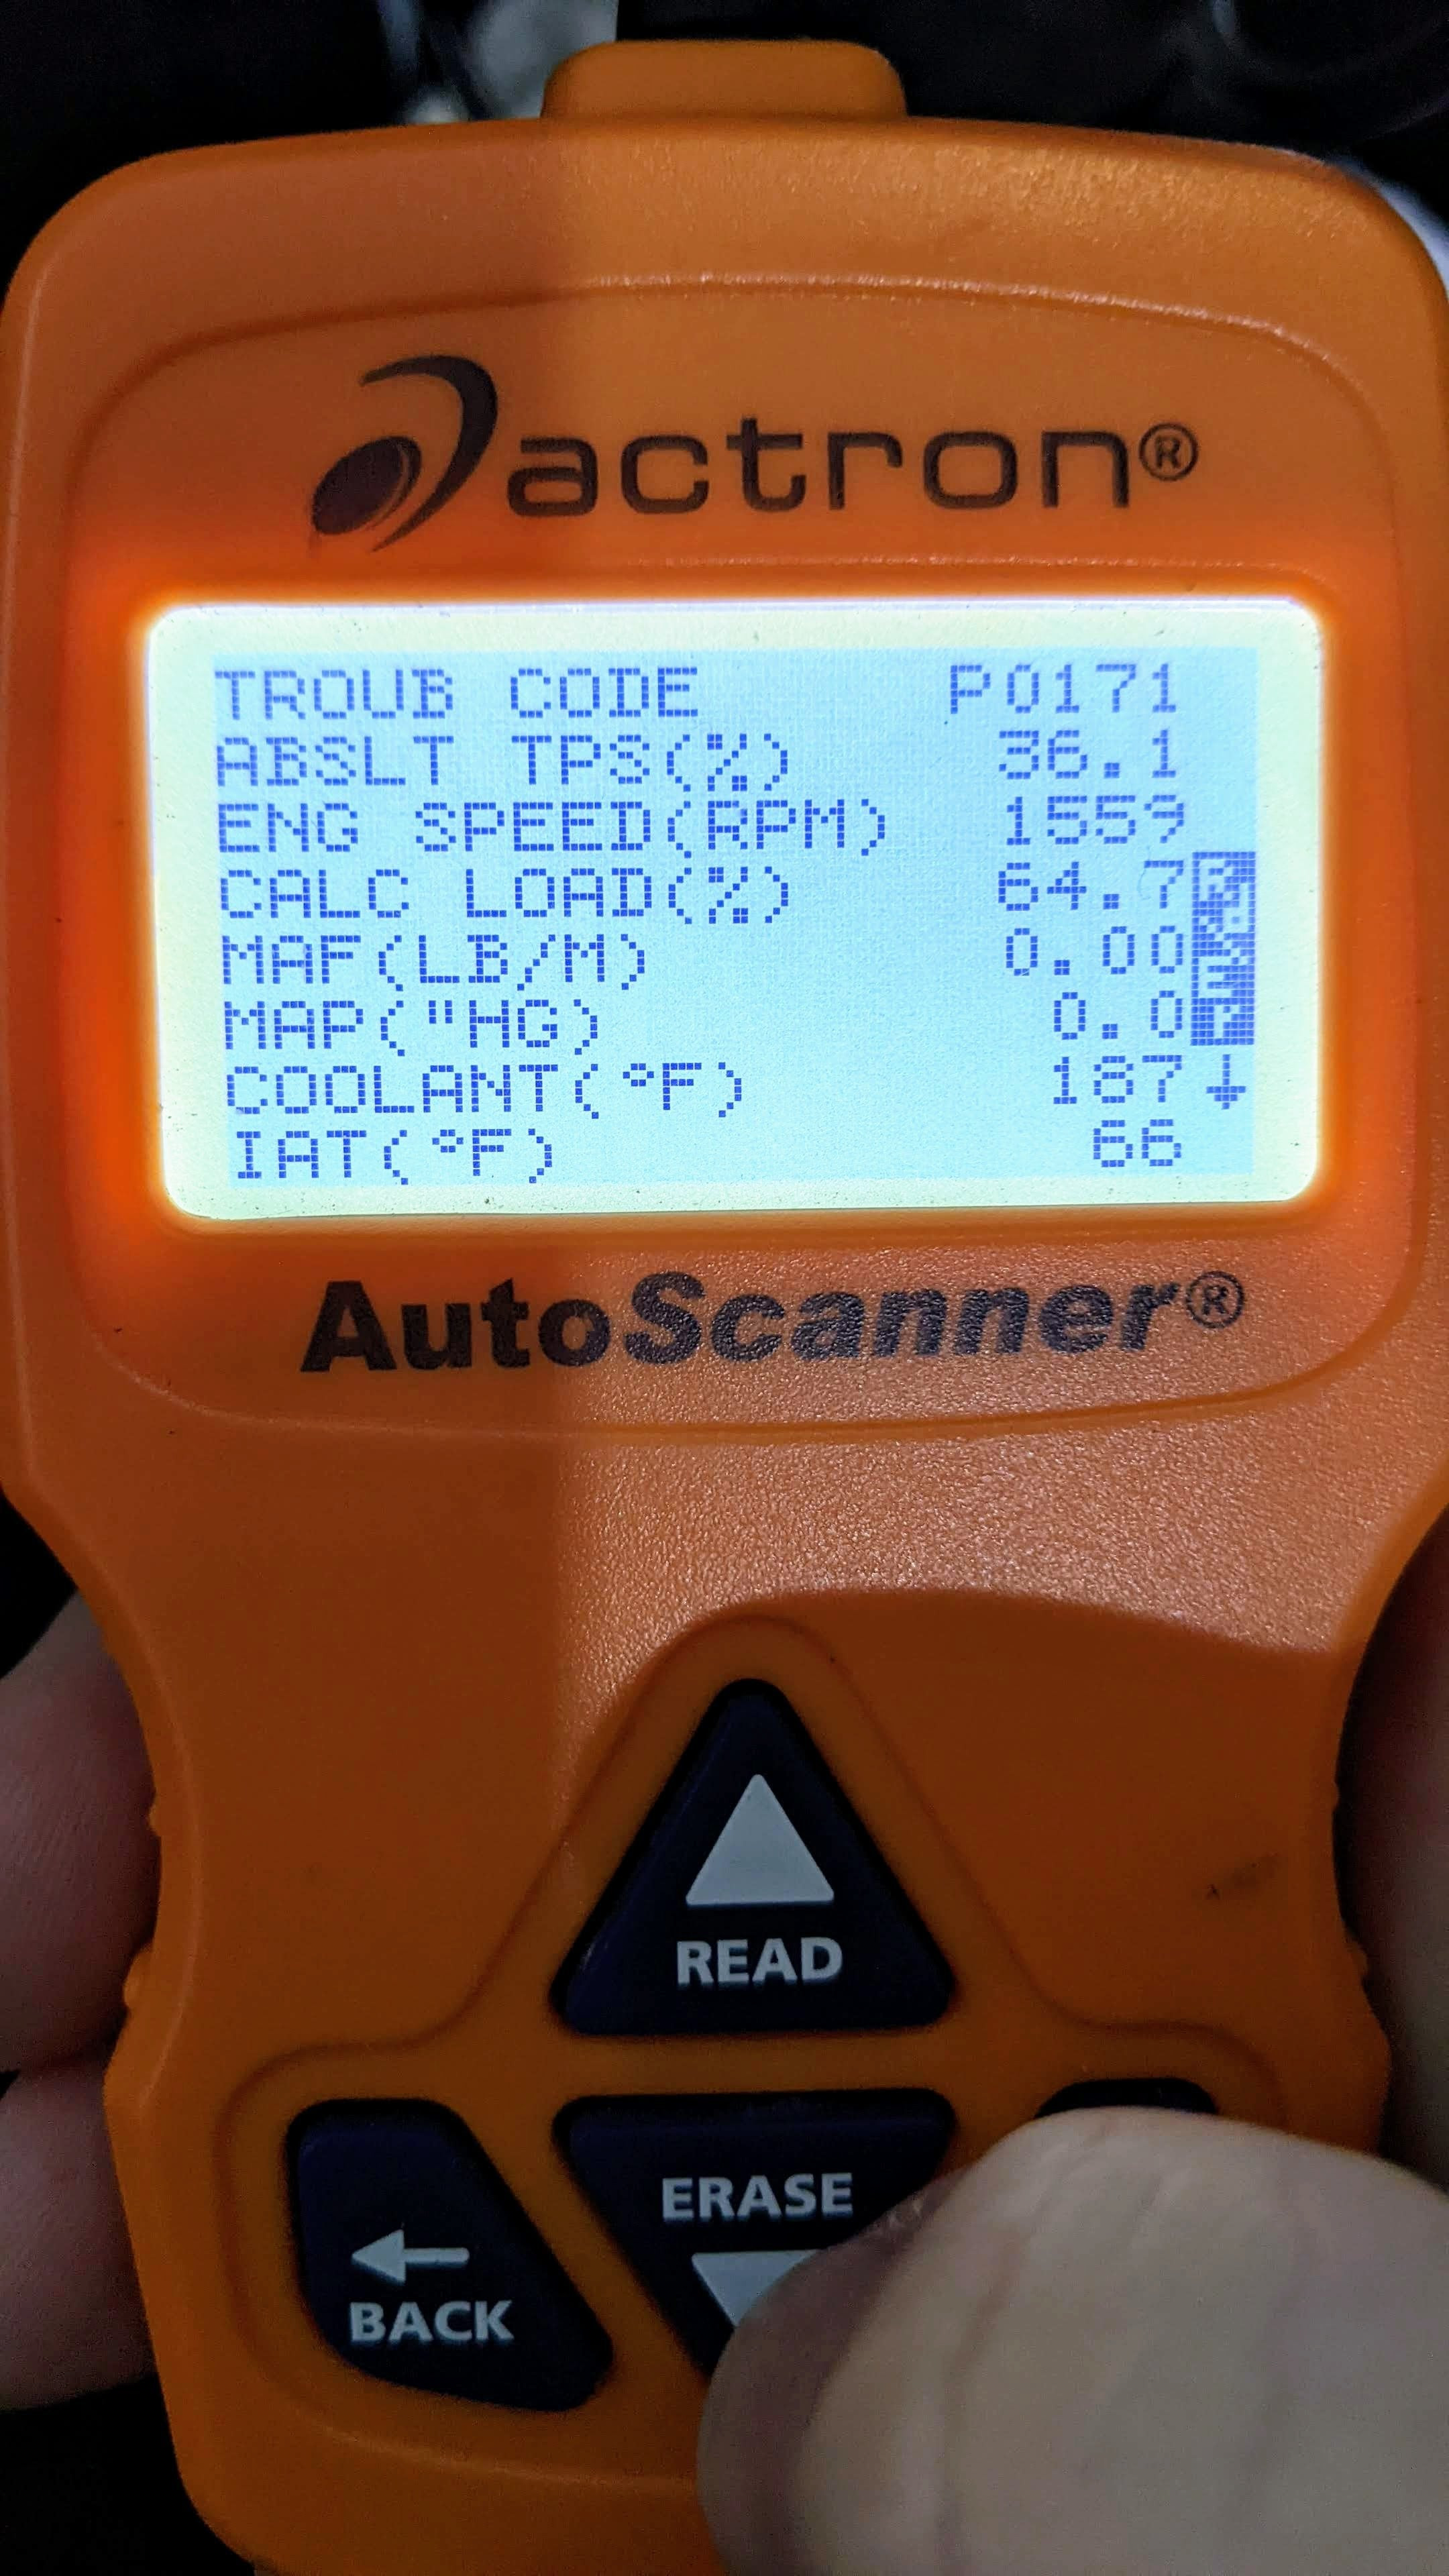 actron®
TROUB CODE P0171
ABSLT TPS(%) 36.1
ENG SPEED(RPM) 1559
CALC LOAD(%) 64.7
MAF(LB/M) 0.00
MAP("HG) 0.0
COOLANT(°F) 187↓
IAT(°F) 66
AutoScanner®
READ
ERASE
BACK